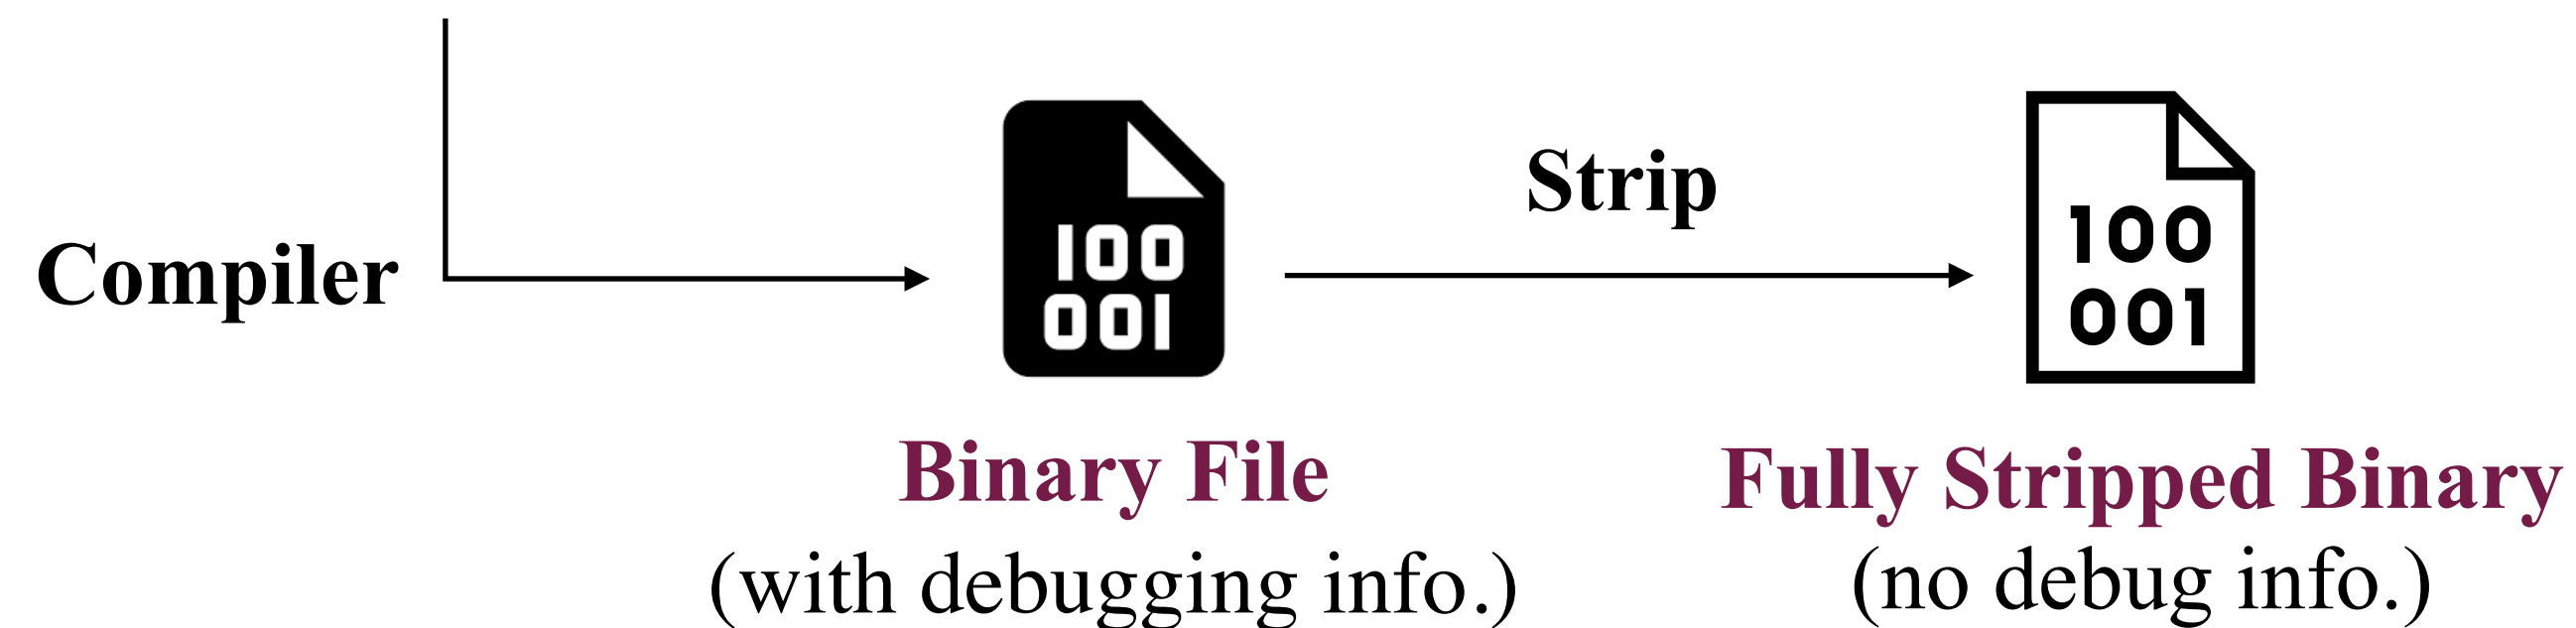 Compiler
100
001
Binary File
(with debugging info.)
Strip
100
001
Fully Stripped Binary
(no debug info.)